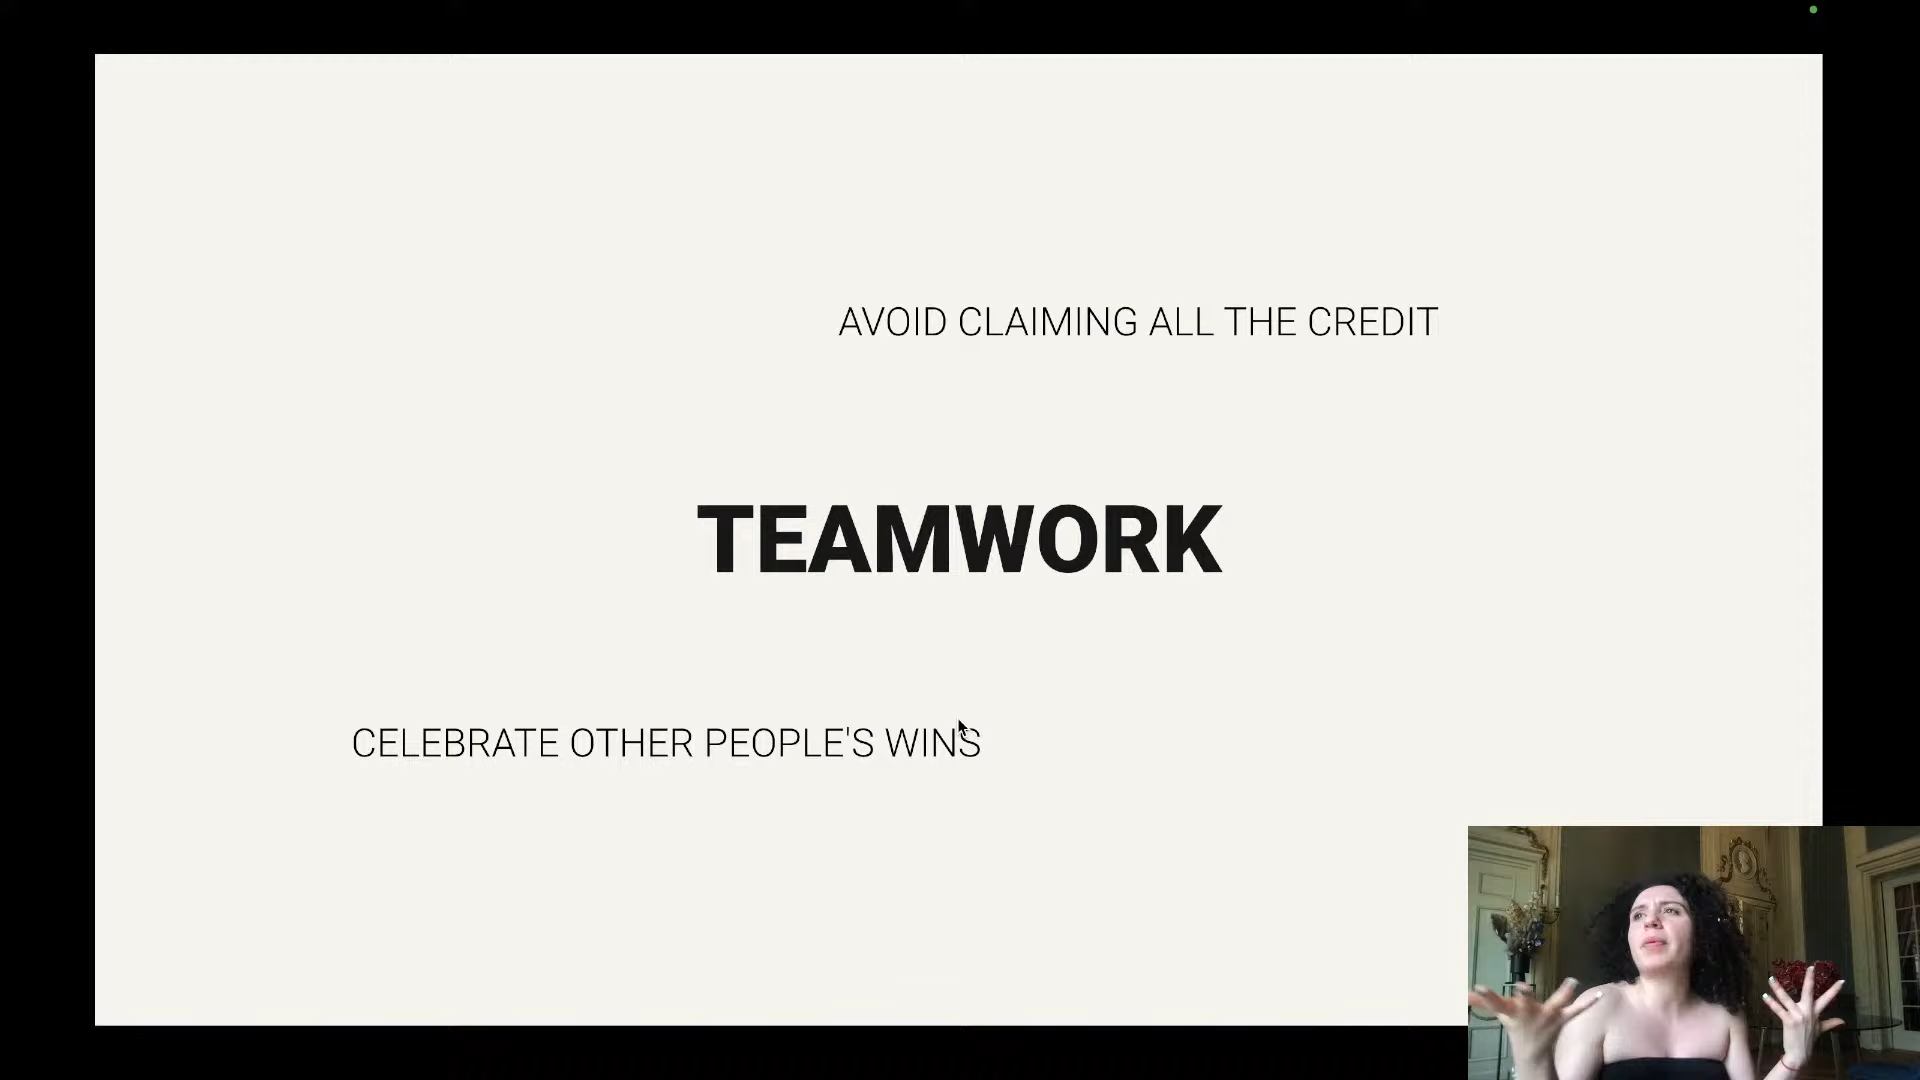 AVOID CLAIMING ALL THE CREDIT
TEAMWORK
CELEBRATE OTHER PEOPLE'S WINS